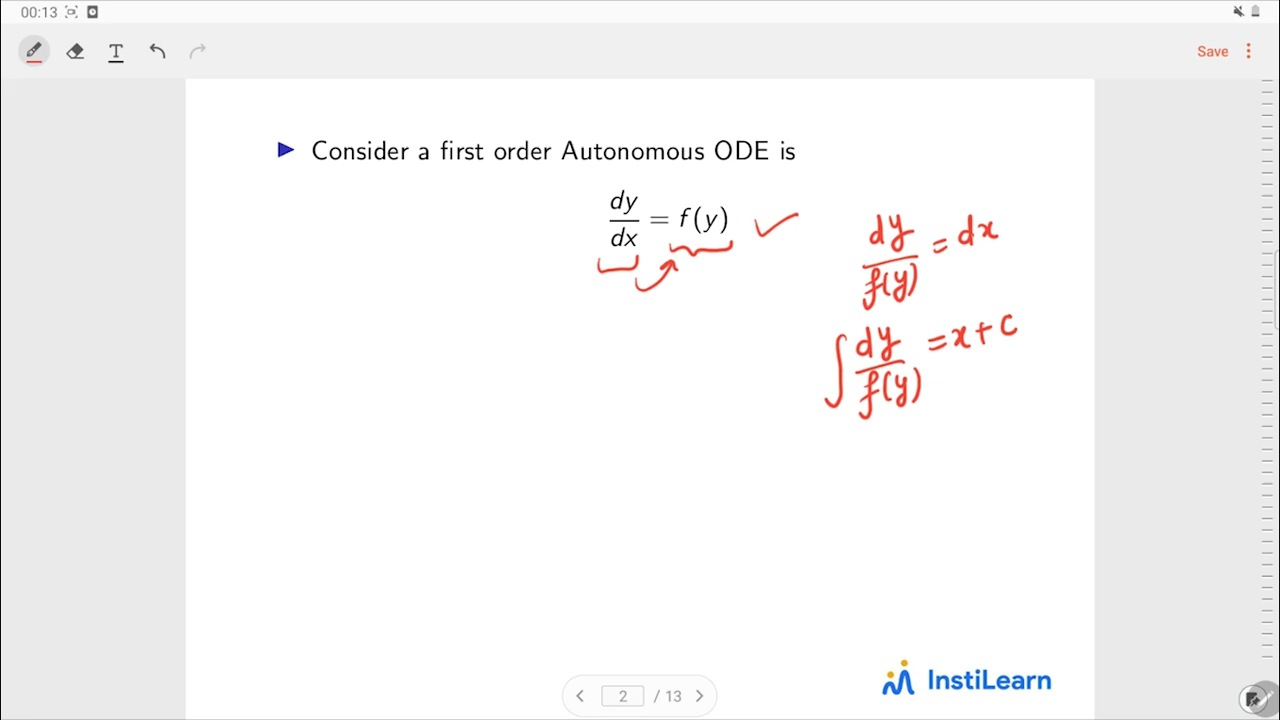 00:13
T
Save
▶ Consider a first order Autonomous ODE is
dy/dx = f(y) ✓
dy/f(y) = dx
∫ dy/f(y) = x + c
2 / 13
InstiLearn